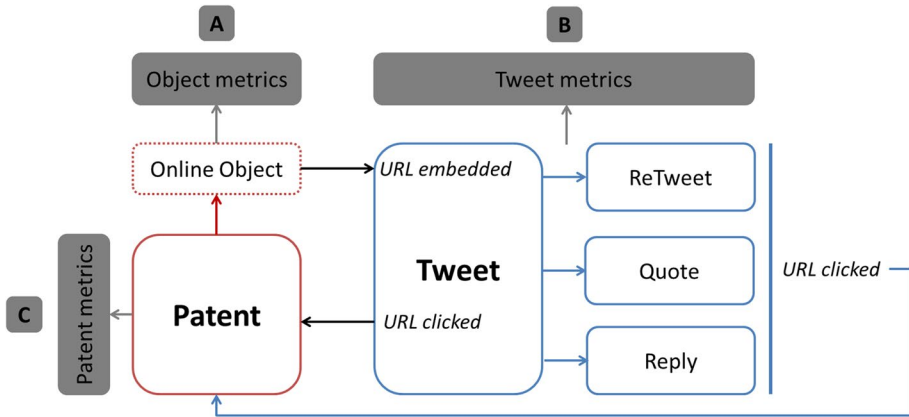 A
B
Object metrics
Tweet metrics
Online Object
URL embedded
ReTweet
Patent metrics
C
Patent
Tweet
URL clicked
Quote
URL clicked
Reply